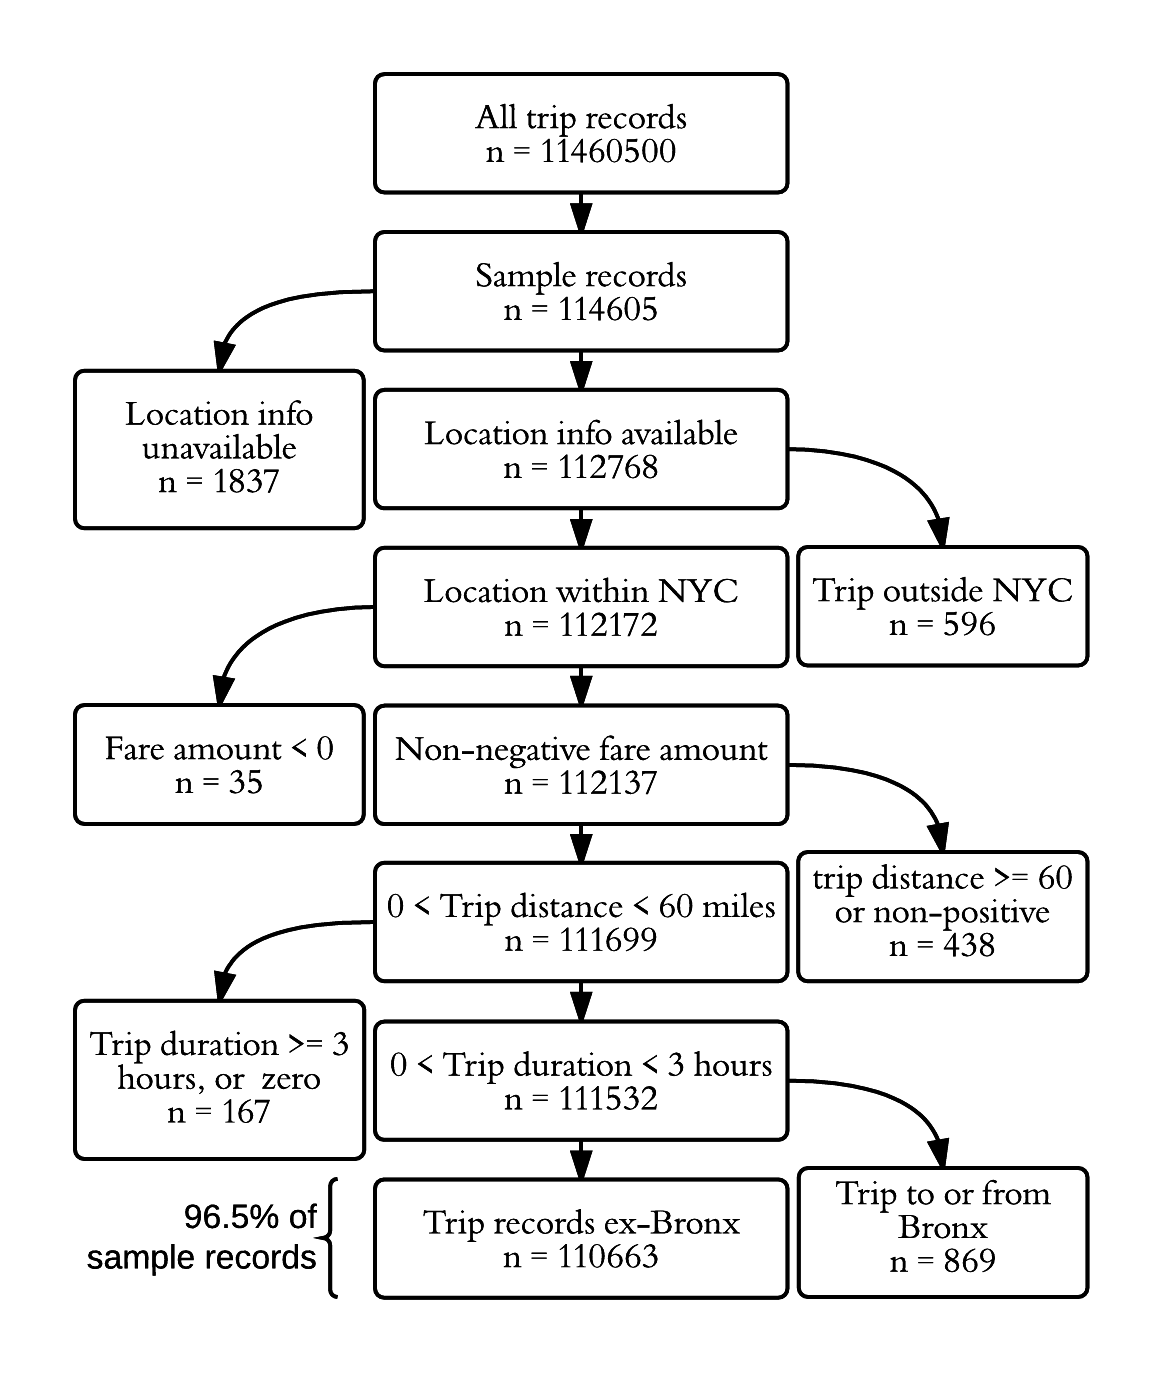 All trip records
n = 11460500
Sample records
n = 114605
Location info
unavailable
n = 1837
Location info available
n = 112768
Location within NYC
n = 112172
Trip outside NYC
n = 596
Fare amount < 0
n = 35
Non-negative fare amount
n = 112137
0 < Trip distance < 60 miles
n = 111699
trip distance >= 60
or non-positive
n = 438
Trip duration >= 3
hours, or  zero
n = 167
0 < Trip duration < 3 hours
n = 111532
96.5% of
sample records
Trip records ex-Bronx
n = 110663
Trip to or from
Bronx
n = 869